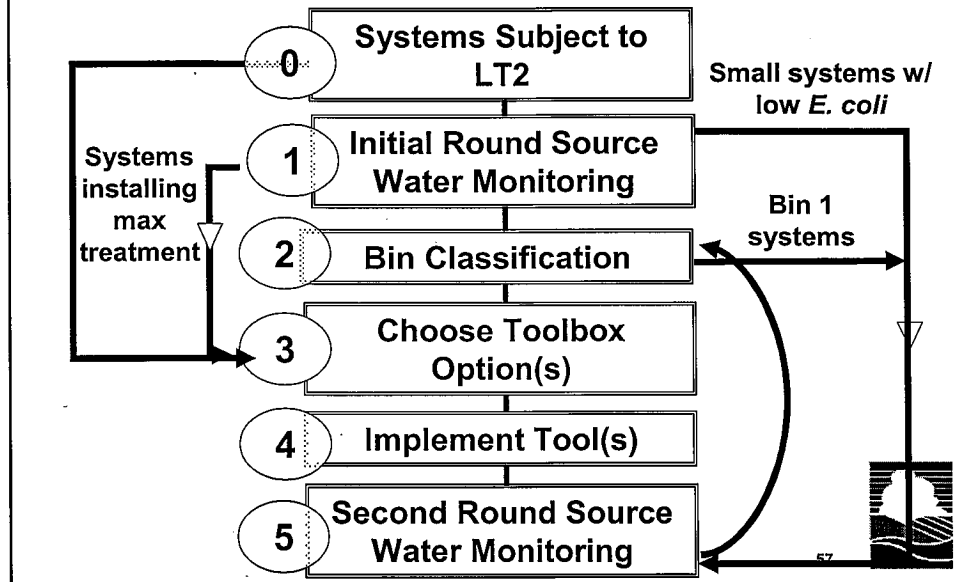 0
Systems Subject to
LT2
Small systems w/
low E. coli
1
Initial Round Source
Water Monitoring
Systems
installing
max
treatment
2
Bin Classification
Bin 1
systems
3
Choose Toolbox
Option(s)
4
Implement Tool(s)
5
Second Round Source
Water Monitoring
57